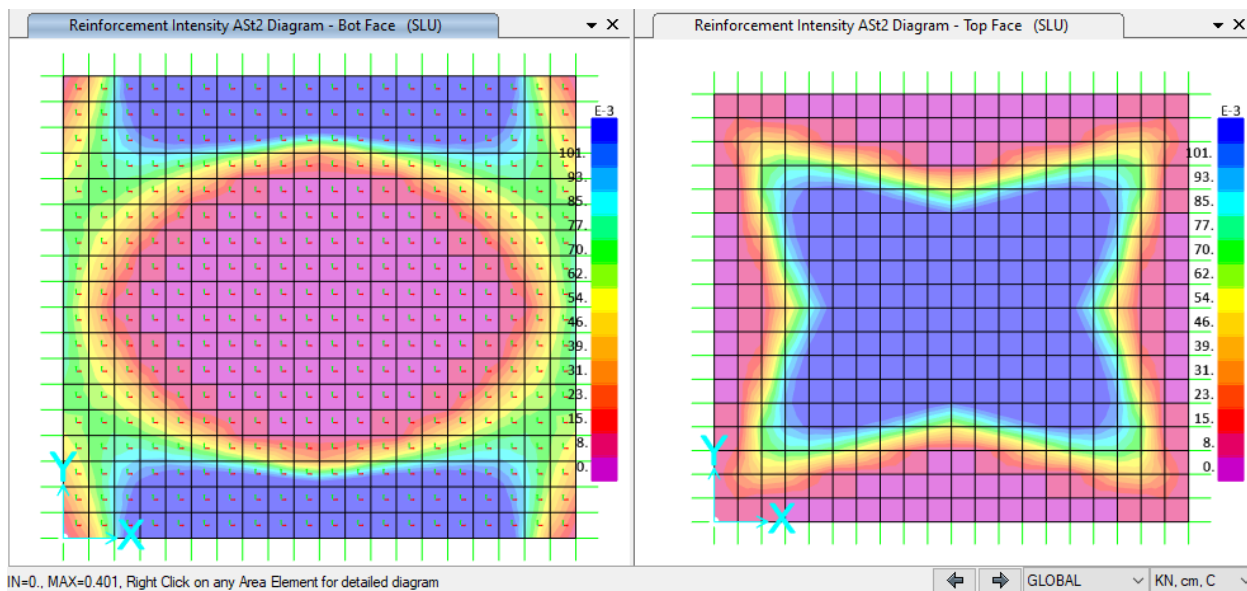 Reinforcement Intensity ASt2 Diagram - Bot Face (SLU)
E-3
101.
93.
85.
77.
70.
62.
54.
46.
39.
31.
23.
15.
8.
0.
Y
X
Reinforcement Intensity ASt2 Diagram - Top Face (SLU)
E-3
101.
93.
85.
77.
70.
62.
54.
46.
39.
31.
23.
15.
8.
0.
Y
X
IN=0., MAX=0.401, Right Click on any Area Element for detailed diagram
GLOBAL
KN, cm, C